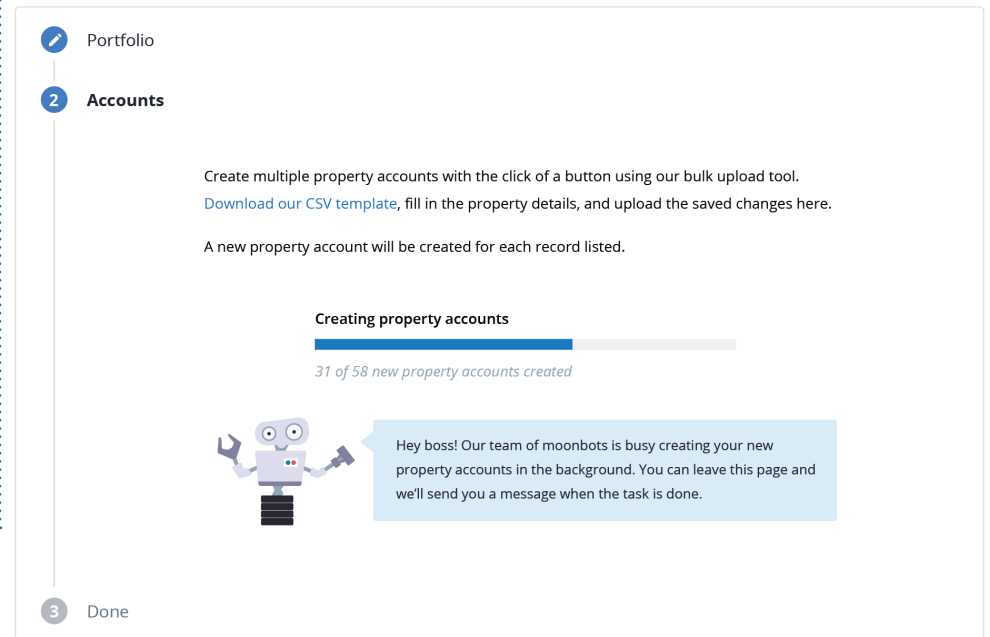 Portfolio
2 Accounts
Create multiple property accounts with the click of a button using our bulk upload tool.
Download our CSV template, fill in the property details, and upload the saved changes here.
A new property account will be created for each record listed.
Creating property accounts
31 of 58 new property accounts created
Hey boss! Our team of moonbots is busy creating your new
property accounts in the background. You can leave this page and
we’ll send you a message when the task is done.
3 Done